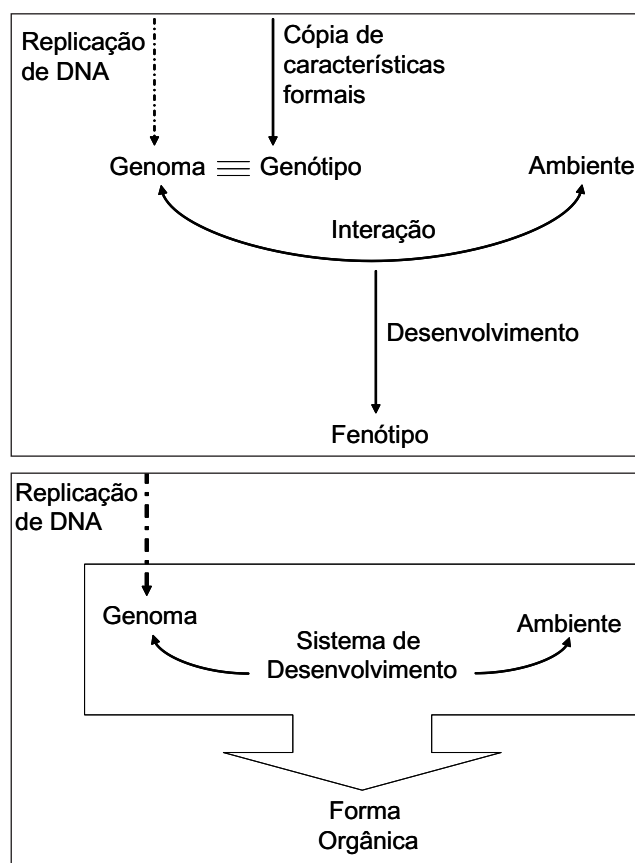 Replicação
de DNA
Cópia de
características
formais
Genoma
Genótipo
Ambiente
Interação
Desenvolvimento
Fenótipo
Replicação
de DNA
Genoma
Sistema de
Desenvolvimento
Ambiente
Forma
Orgânica